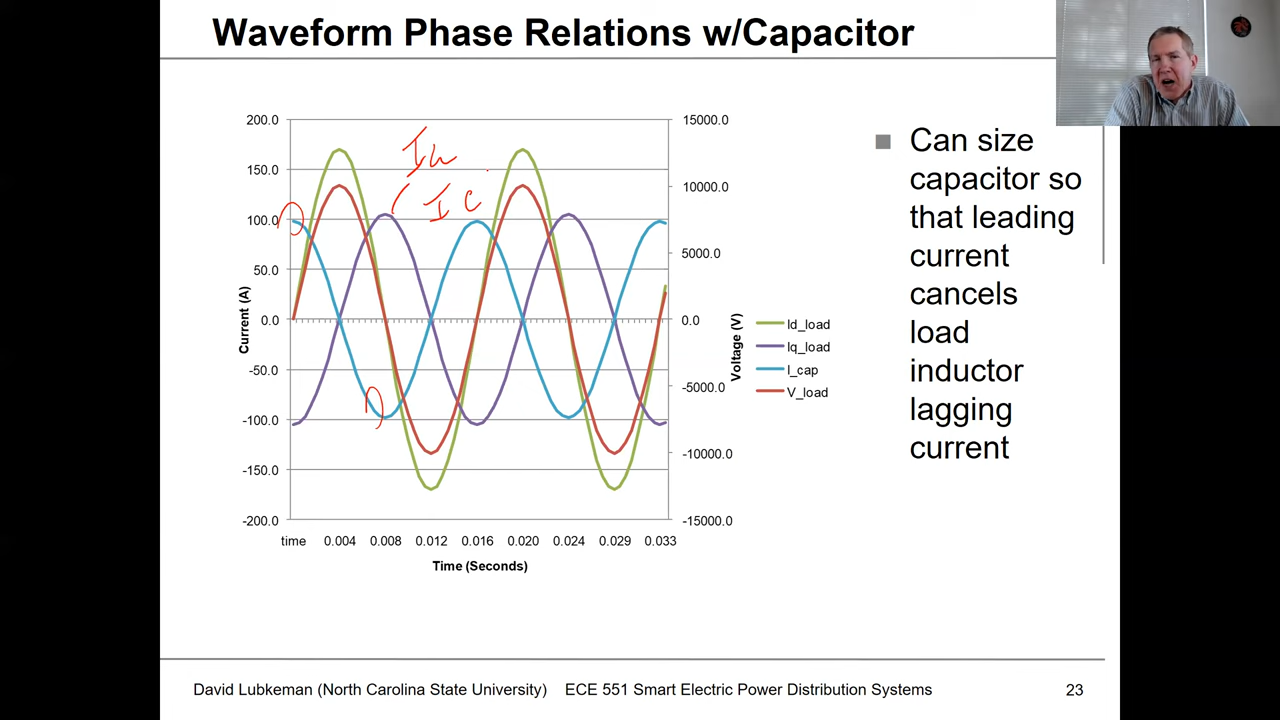 Waveform Phase Relations w/Capacitor
200.0
150.0
100.0
50.0
0.0
-50.0
-100.0
-150.0
-200.0
Current (A)
15000.0
10000.0
5000.0
0.0
-5000.0
-10000.0
-15000.0
Voltage (V)
time 0.004 0.008 0.012 0.016 0.020 0.024 0.029 0.033
Time (Seconds)
Id_load
Iq_load
I_cap
V_load
I C
Can size
capacitor so
that leading
current
cancels
load
inductor
lagging
current
David Lubkeman (North Carolina State University) ECE 551 Smart Electric Power Distribution Systems 23